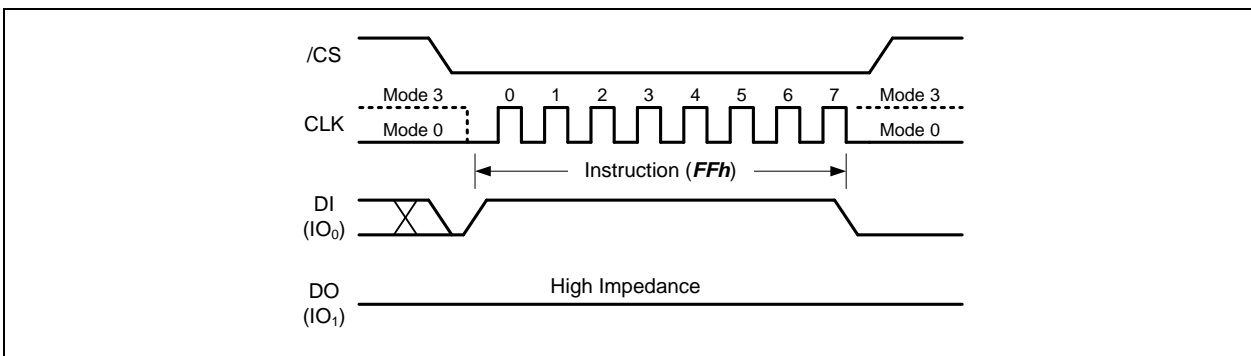 /CS
Mode 3 0 1 2 3 4 5 6 7 Mode 3
CLK Mode 0 Mode 0
Instruction (FFh)
DI
(IO₀)
High Impedance
DO
(IO₁)